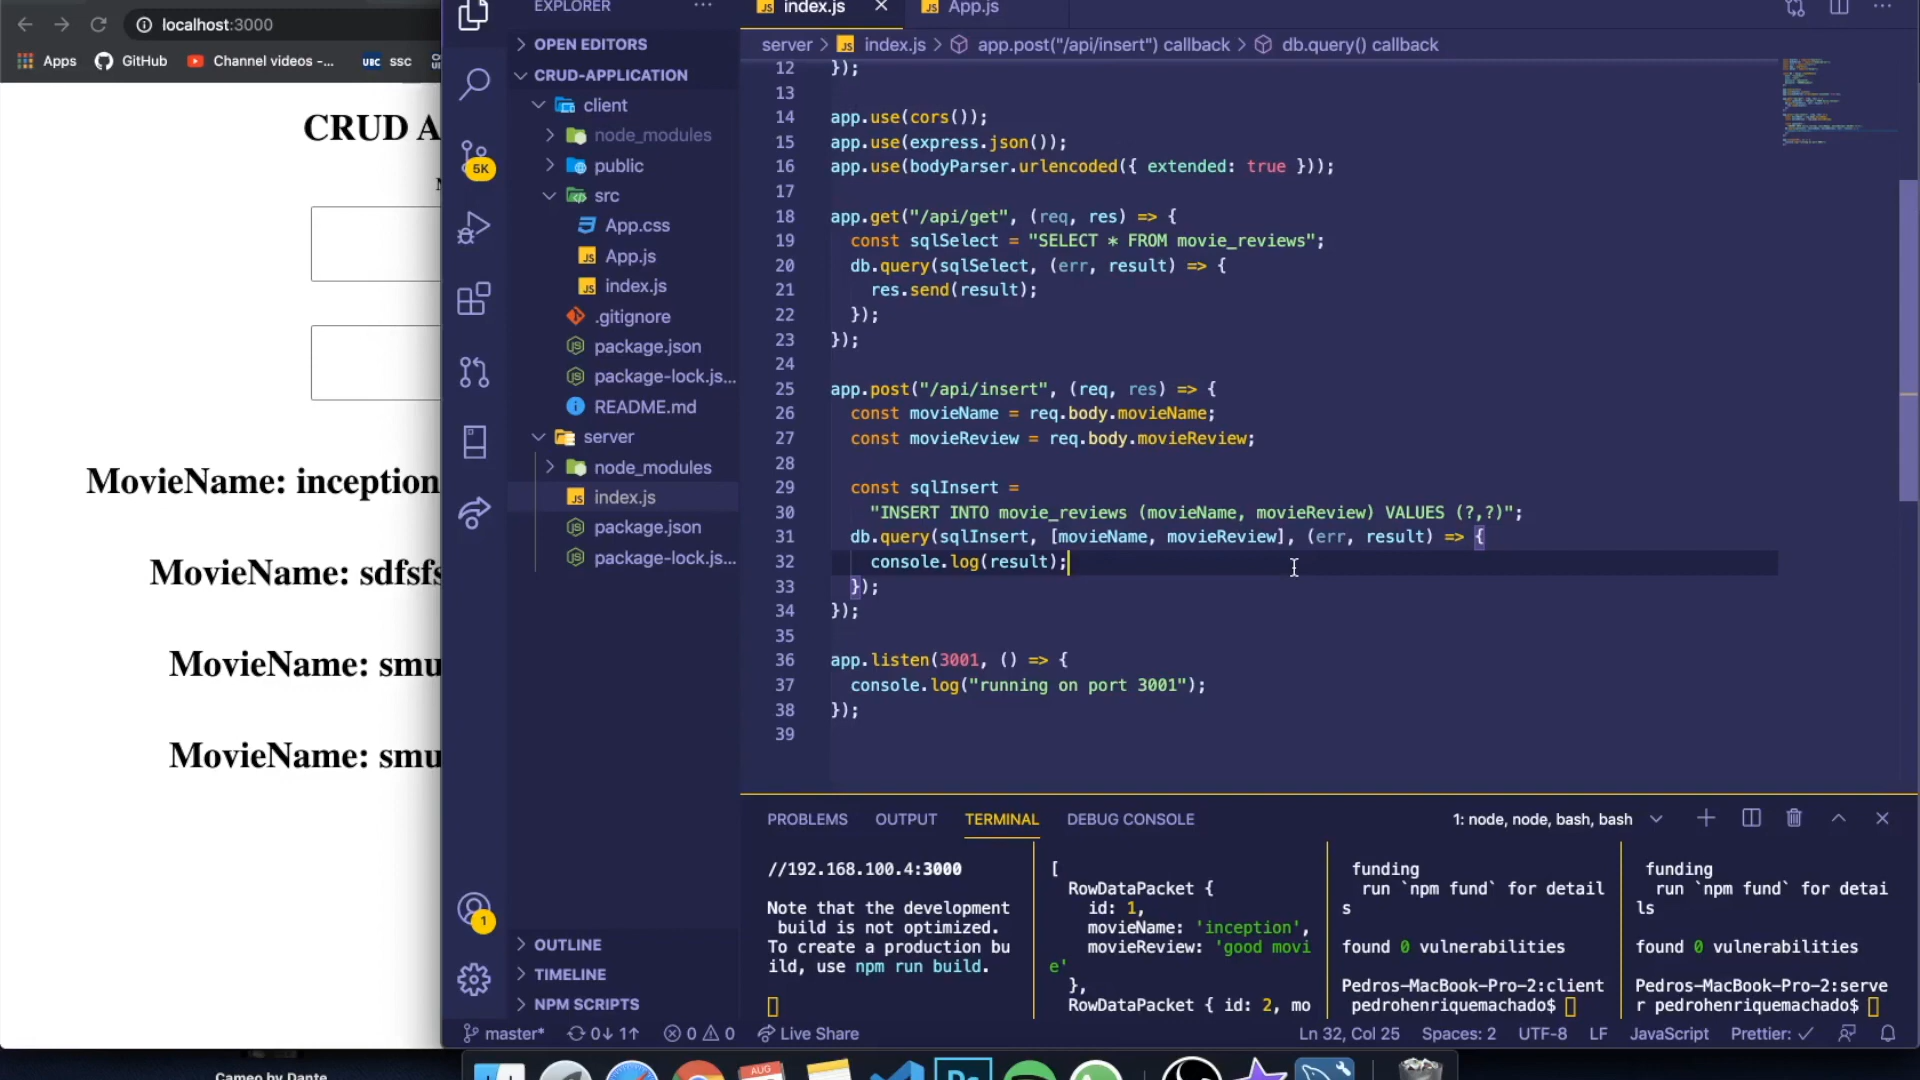 localhost:3000
Apps
GitHub
Channel videos -...
UBC ssc
CRUD A
MovieName: inception
MovieName: sdfsfs
MovieName: smu
MovieName: smu
Cameo by Dante
EXPLORER
OPEN EDITORS
CRUD-APPLICATION
client
node_modules
public
src
App.css
App.js
index.js
.gitignore
package.json
package-lock.js...
README.md
server
node_modules
index.js
package.json
package-lock.js...
OUTLINE
TIMELINE
NPM SCRIPTS
5K
1
index.js
App.js
server > index.js > app.post("/api/insert") callback > db.query() callback
12 });
13
14 app.use(cors());
15 app.use(express.json());
16 app.use(bodyParser.urlencoded({ extended: true }));
17
18 app.get("/api/get", (req, res) => {
19 const sqlSelect = "SELECT * FROM movie_reviews";
20 db.query(sqlSelect, (err, result) => {
21 res.send(result);
22 });
23 });
24
25 app.post("/api/insert", (req, res) => {
26 const movieName = req.body.movieName;
27 const movieReview = req.body.movieReview;
28
29 const sqlInsert =
30 "INSERT INTO movie_reviews (movieName, movieReview) VALUES (?,?)";
31 db.query(sqlInsert, [movieName, movieReview], (err, result) => {
32 console.log(result);
33 });
34 });
35
36 app.listen(3001, () => {
37 console.log("running on port 3001");
38 });
39
PROBLEMS
OUTPUT
TERMINAL
DEBUG CONSOLE
1: node, node, bash, bash
//192.168.100.4:3000
Note that the development
build is not optimized.
To create a production bu
ild, use npm run build.
[
RowDataPacket {
id: 1,
movieName: 'inception',
movieReview: 'good movi
e'
},
RowDataPacket { id: 2, mo
funding
run `npm fund` for detail
s
found 0 vulnerabilities
Pedros-MacBook-Pro-2:client
pedrohenriquemachado$
funding
run `npm fund` for detai
ls
found 0 vulnerabilities
Pedros-MacBook-Pro-2:serve
r pedrohenriquemachado$
master*
0↓ 1↑
0
0
Live Share
Ln 32, Col 25
Spaces: 2
UTF-8
LF
JavaScript
Prettier: ✓
AUG